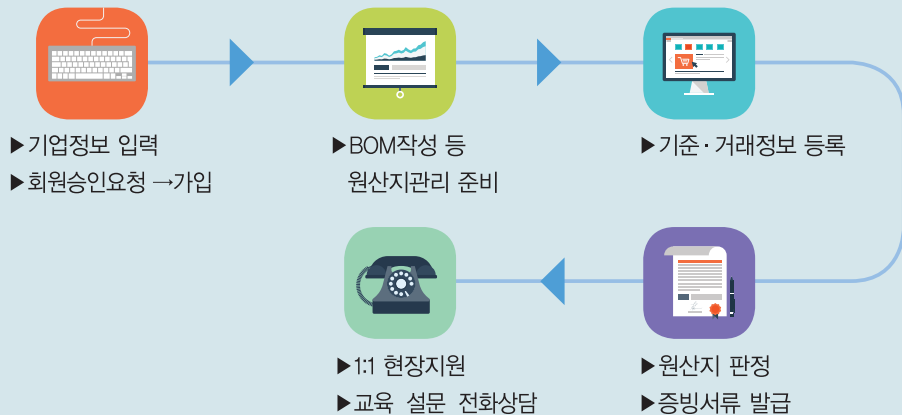 ▶기업정보 입력
▶회원승인요청 →가입
▶BOM작성 등
원산지관리 준비
▶기준·거래정보 등록
▶원산지 판정
▶증빙서류 발급
▶1:1 현장지원
▶교육 설문 전화상담